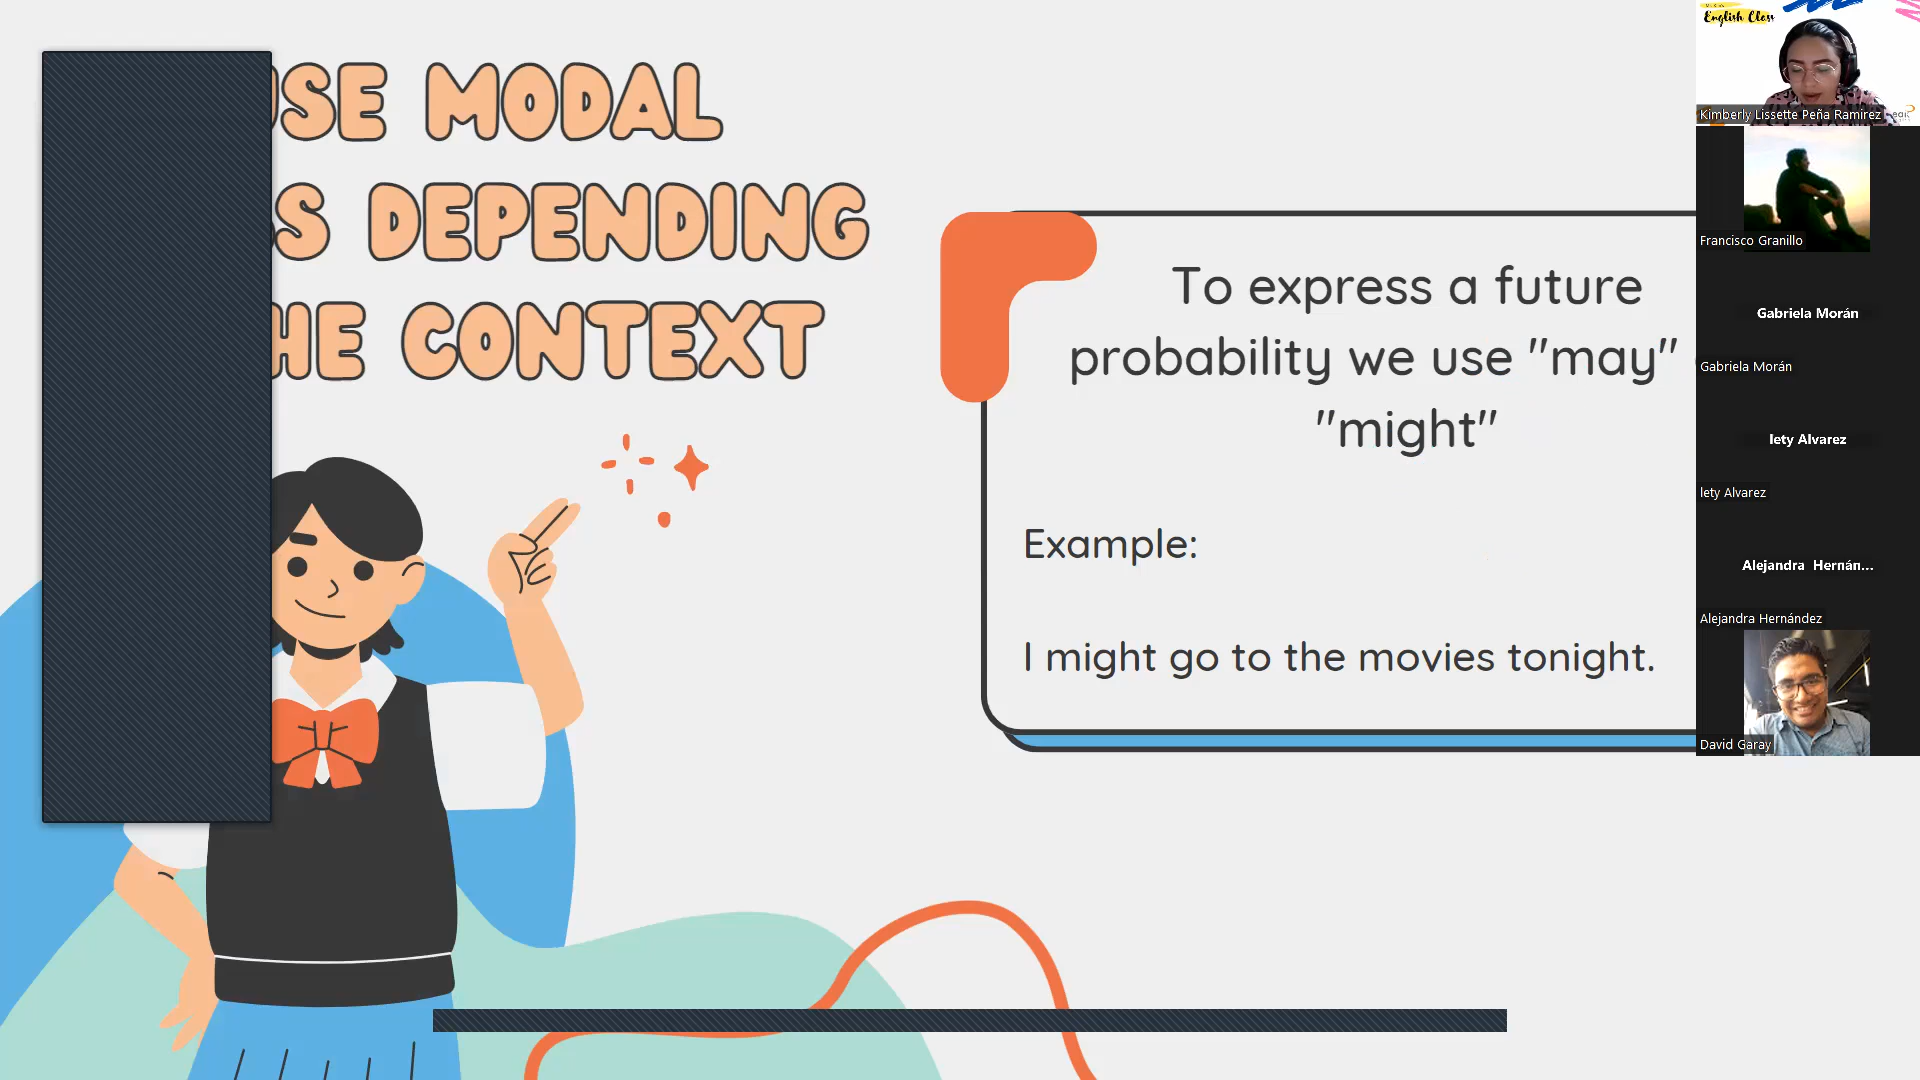 USE MODAL
S DEPENDING
HE CONTEXT
To express a future
probability we use "may"
"might"
Example:
I might go to the movies tonight.
English Class
Kimberly Lissette Peña Ramirez
Francisco Granillo
Gabriela Morán
Gabriela Morán
lety Alvarez
lety Alvarez
Alejandra Hernán...
Alejandra Hernández
David Garay